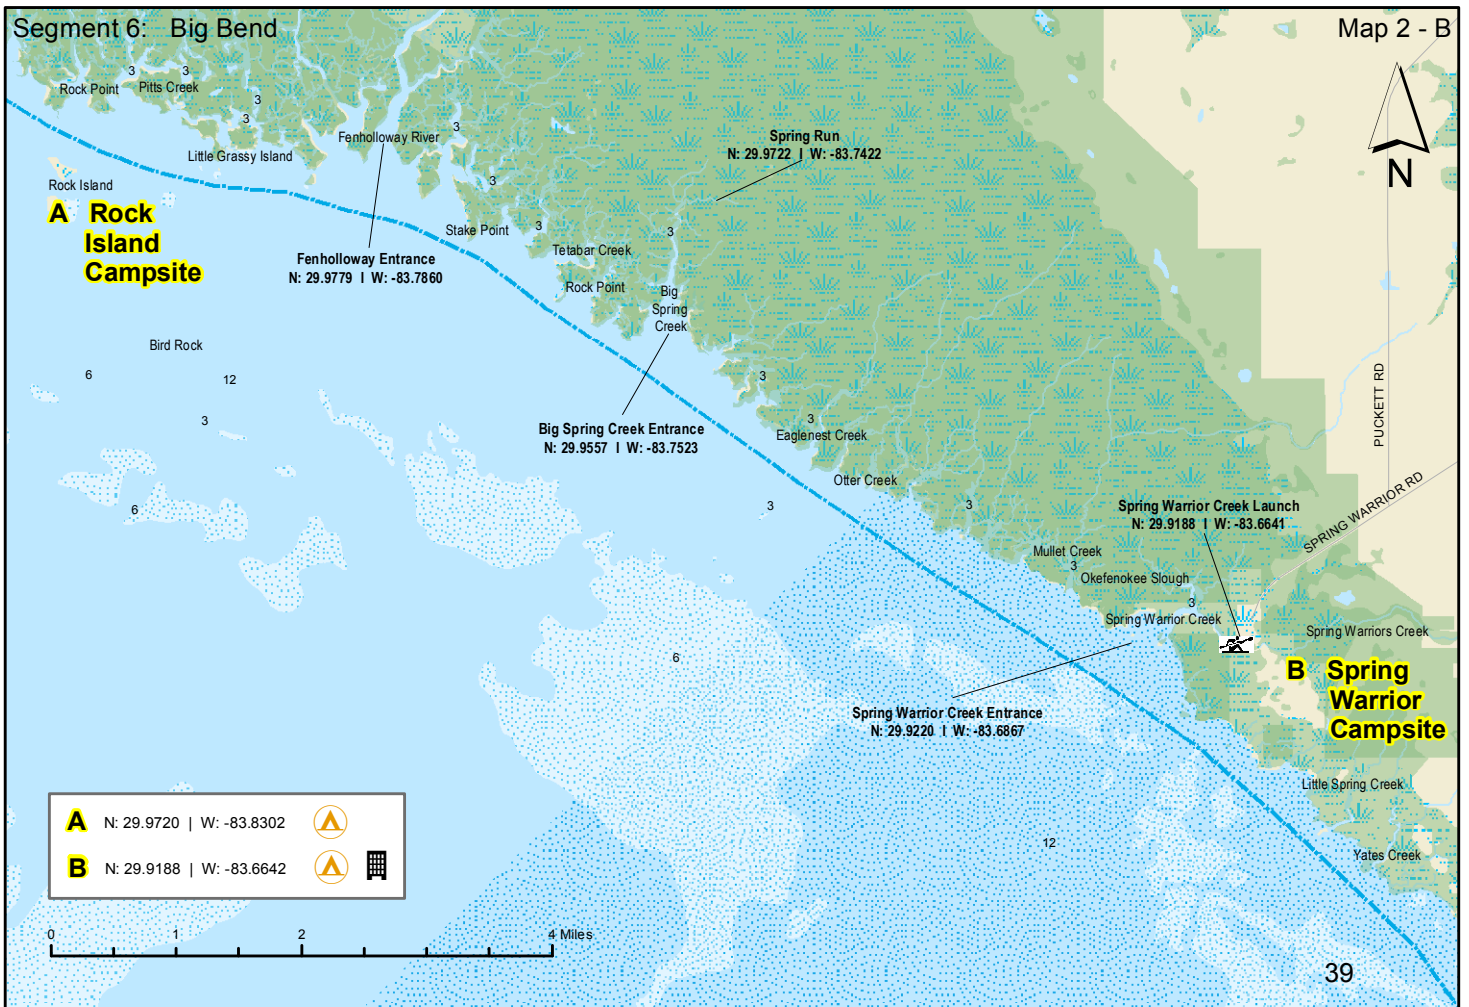 Segment 6:   Big Bend
Map 2 - B
3
3
Rock Point
Pitts Creek
3
3
3
Fenholloway River
Little Grassy Island
Spring Run
N: 29.9722  I  W: -83.7422
N
Rock Island
A  Rock
Island
Campsite
3
Stake Point
3
3
Tetabar Creek
Fenholloway Entrance
N: 29.9779  I  W: -83.7860
Rock Point
Big
Spring
Creek
Bird Rock
6
12
3
3
3
PUCKETT RD
Big Spring Creek Entrance
N: 29.9557  I  W: -83.7523
Eaglenest Creek
Otter Creek
6
3
3
Spring Warrior Creek Launch
N: 29.9188  I  W: -83.6641
SPRING WARRIOR RD
Mullet Creek
3
Okefenokee Slough
3
Spring Warrior Creek
Spring Warriors Creek
6
B  Spring
Warrior
Campsite
Spring Warrior Creek Entrance
N: 29.9220  I  W: -83.6867
Little Spring Creek
A  N: 29.9720  |  W: -83.8302
B  N: 29.9188  |  W: -83.6642
12
Yates Creek
0 1 2 4 Miles
39